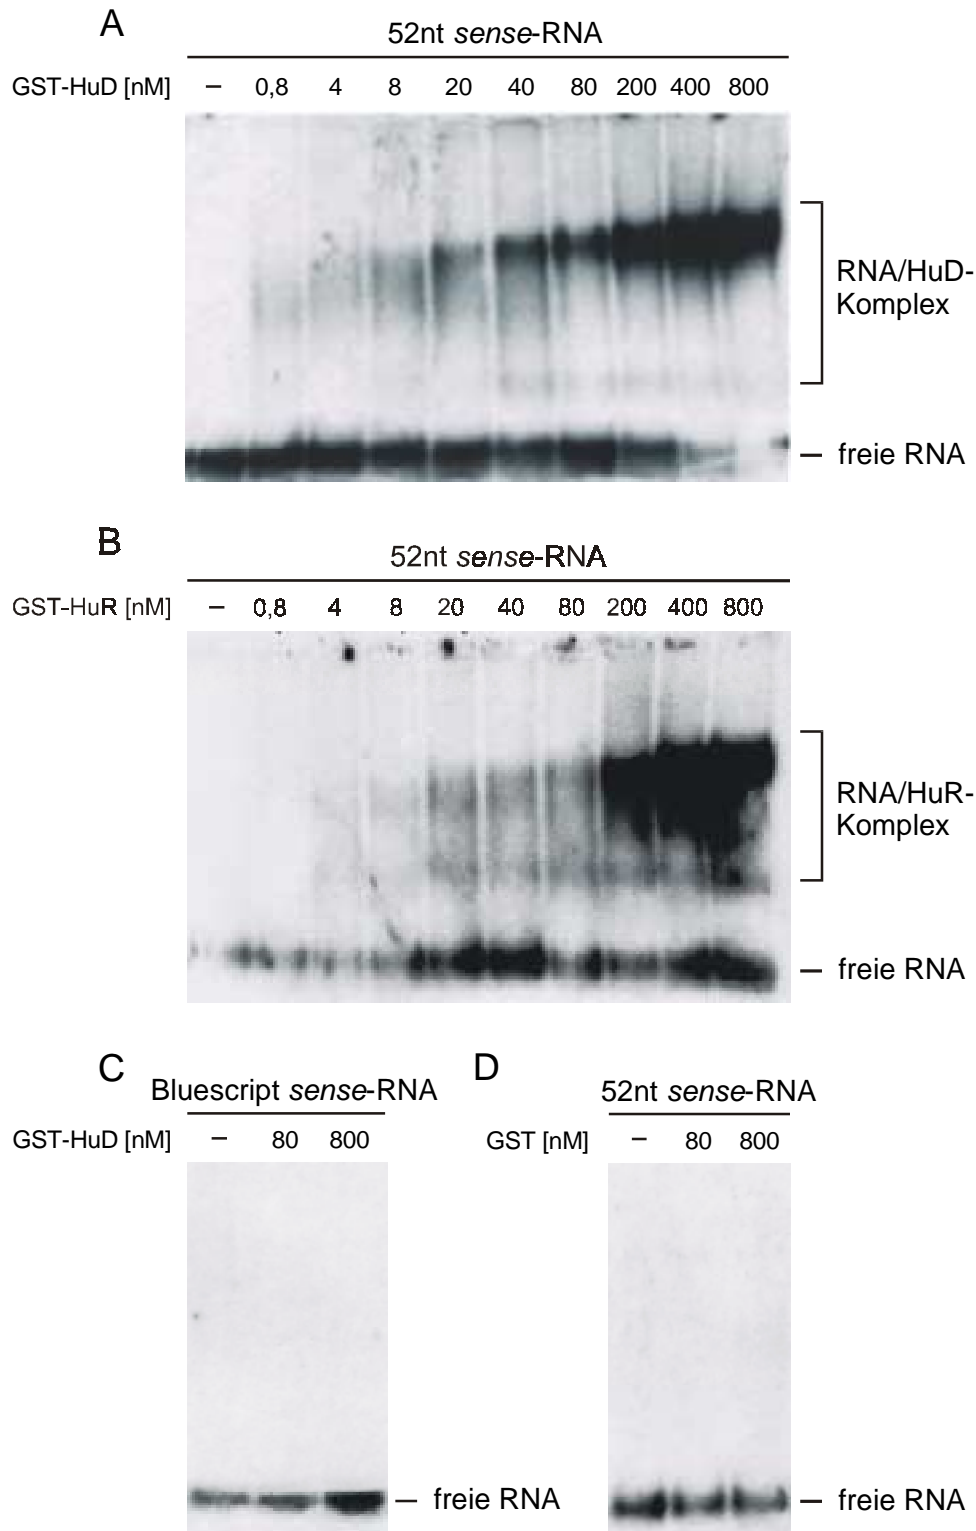 A
52nt sense-RNA
GST-HuD [nM] – 0,8 4 8 20 40 80 200 400 800
RNA/HuD-
Komplex
– freie RNA
B
52nt sense-RNA
GST-HuR [nM] – 0,8 4 8 20 40 80 200 400 800
RNA/HuR-
Komplex
– freie RNA
C
Bluescript sense-RNA
GST-HuD [nM] – 80 800
– freie RNA
D
52nt sense-RNA
GST [nM] – 80 800
– freie RNA